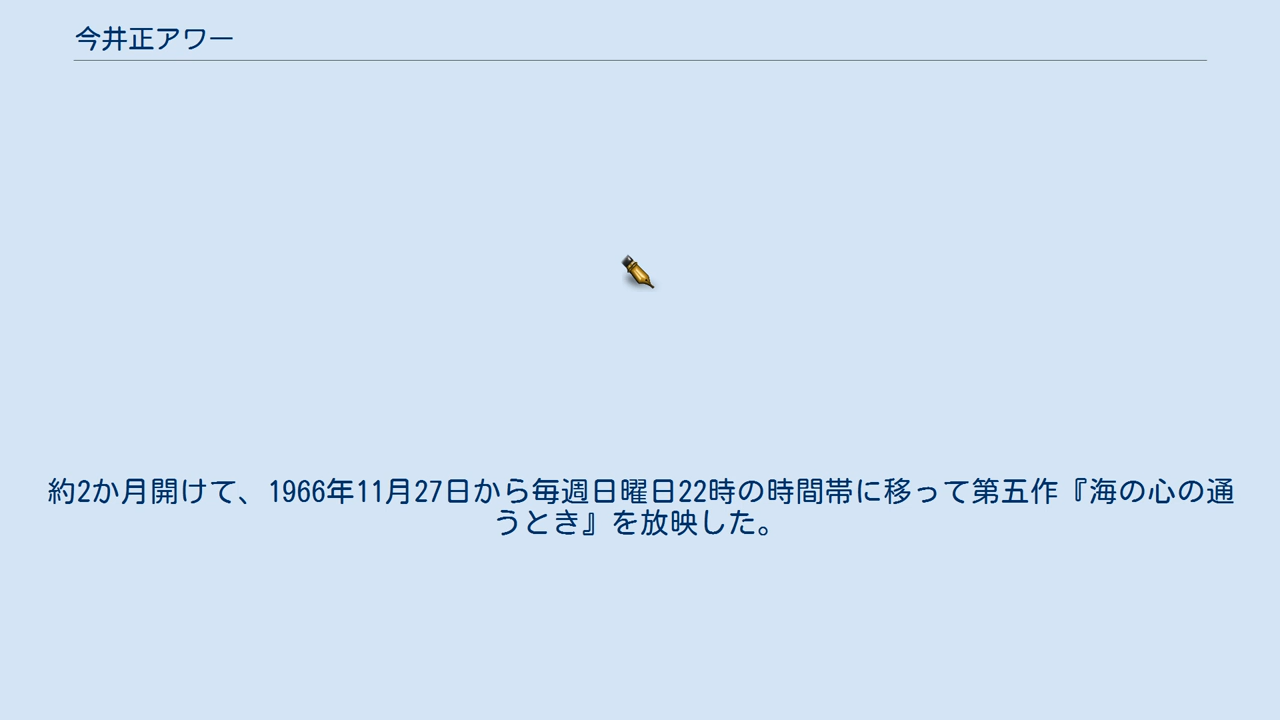 今井正アワー
約2か月開けて、1966年11月27日から毎週日曜日22時の時間帯に移って第五作『海の心の通
うとき』を放映した。